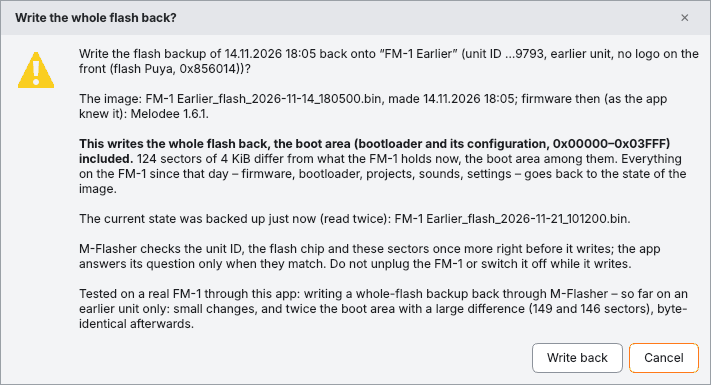 Write the whole flash back?
Write the flash backup of 14.11.2026 18:05 back onto “FM-1 Earlier” (unit ID …9793, earlier unit, no logo on the
front (flash Puya, 0x856014))?
The image: FM-1 Earlier_flash_2026-11-14_180500.bin, made 14.11.2026 18:05; firmware then (as the app
knew it): Melodee 1.6.1.
This writes the whole flash back, the boot area (bootloader and its configuration, 0x00000–0x03FFF)
included. 124 sectors of 4 KiB differ from what the FM-1 holds now, the boot area among them. Everything
on the FM-1 since that day – firmware, bootloader, projects, sounds, settings – goes back to the state of the
image.
The current state was backed up just now (read twice): FM-1 Earlier_flash_2026-11-21_101200.bin.
M-Flasher checks the unit ID, the flash chip and these sectors once more right before it writes; the app
answers its question only when they match. Do not unplug the FM-1 or switch it off while it writes.
Tested on a real FM-1 through this app: writing a whole-flash backup back through M-Flasher – so far on an
earlier unit only: small changes, and twice the boot area with a large difference (149 and 146 sectors), byte-
identical afterwards.
Write back
Cancel